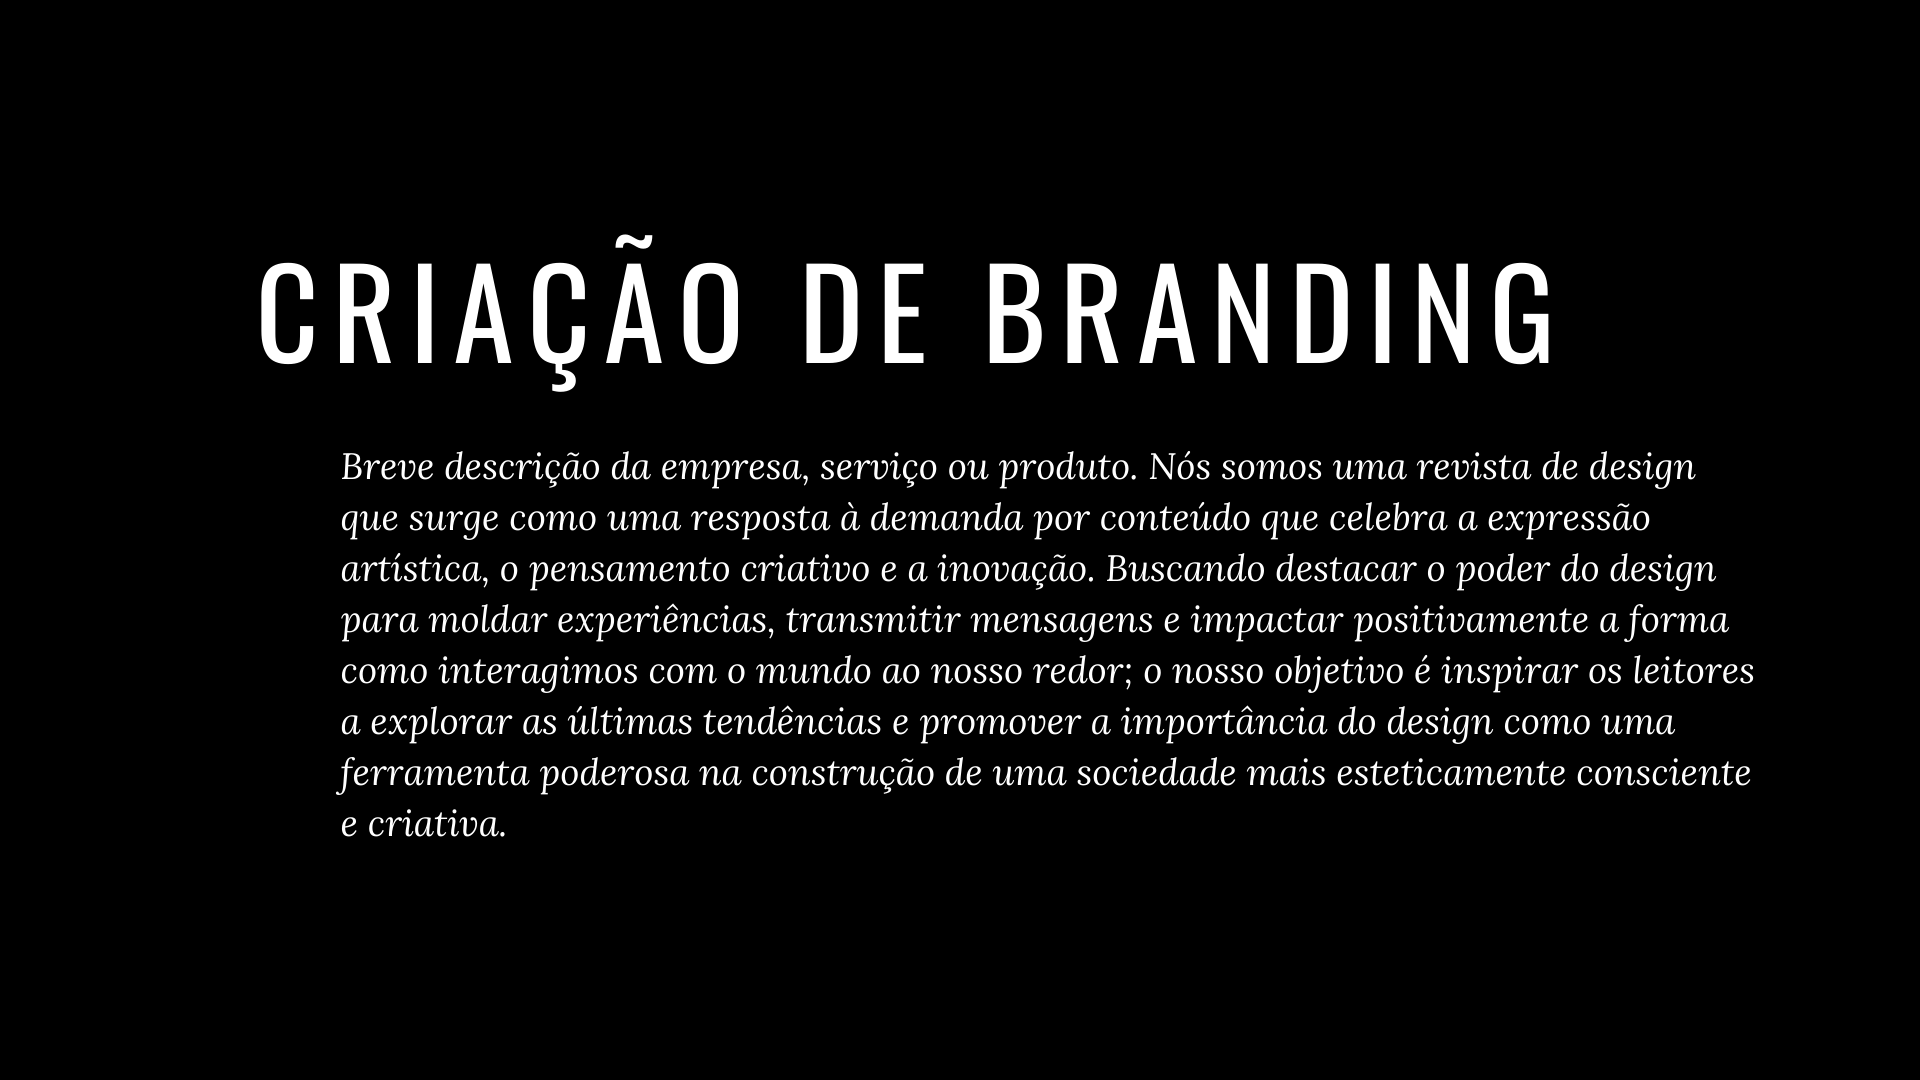 CRIAÇÃO DE BRANDING
Breve descrição da empresa, serviço ou produto. Nós somos uma revista de design
que surge como uma resposta à demanda por conteúdo que celebra a expressão
artística, o pensamento criativo e a inovação. Buscando destacar o poder do design
para moldar experiências, transmitir mensagens e impactar positivamente a forma
como interagimos com o mundo ao nosso redor; o nosso objetivo é inspirar os leitores
a explorar as últimas tendências e promover a importância do design como uma
ferramenta poderosa na construção de uma sociedade mais esteticamente consciente
e criativa.